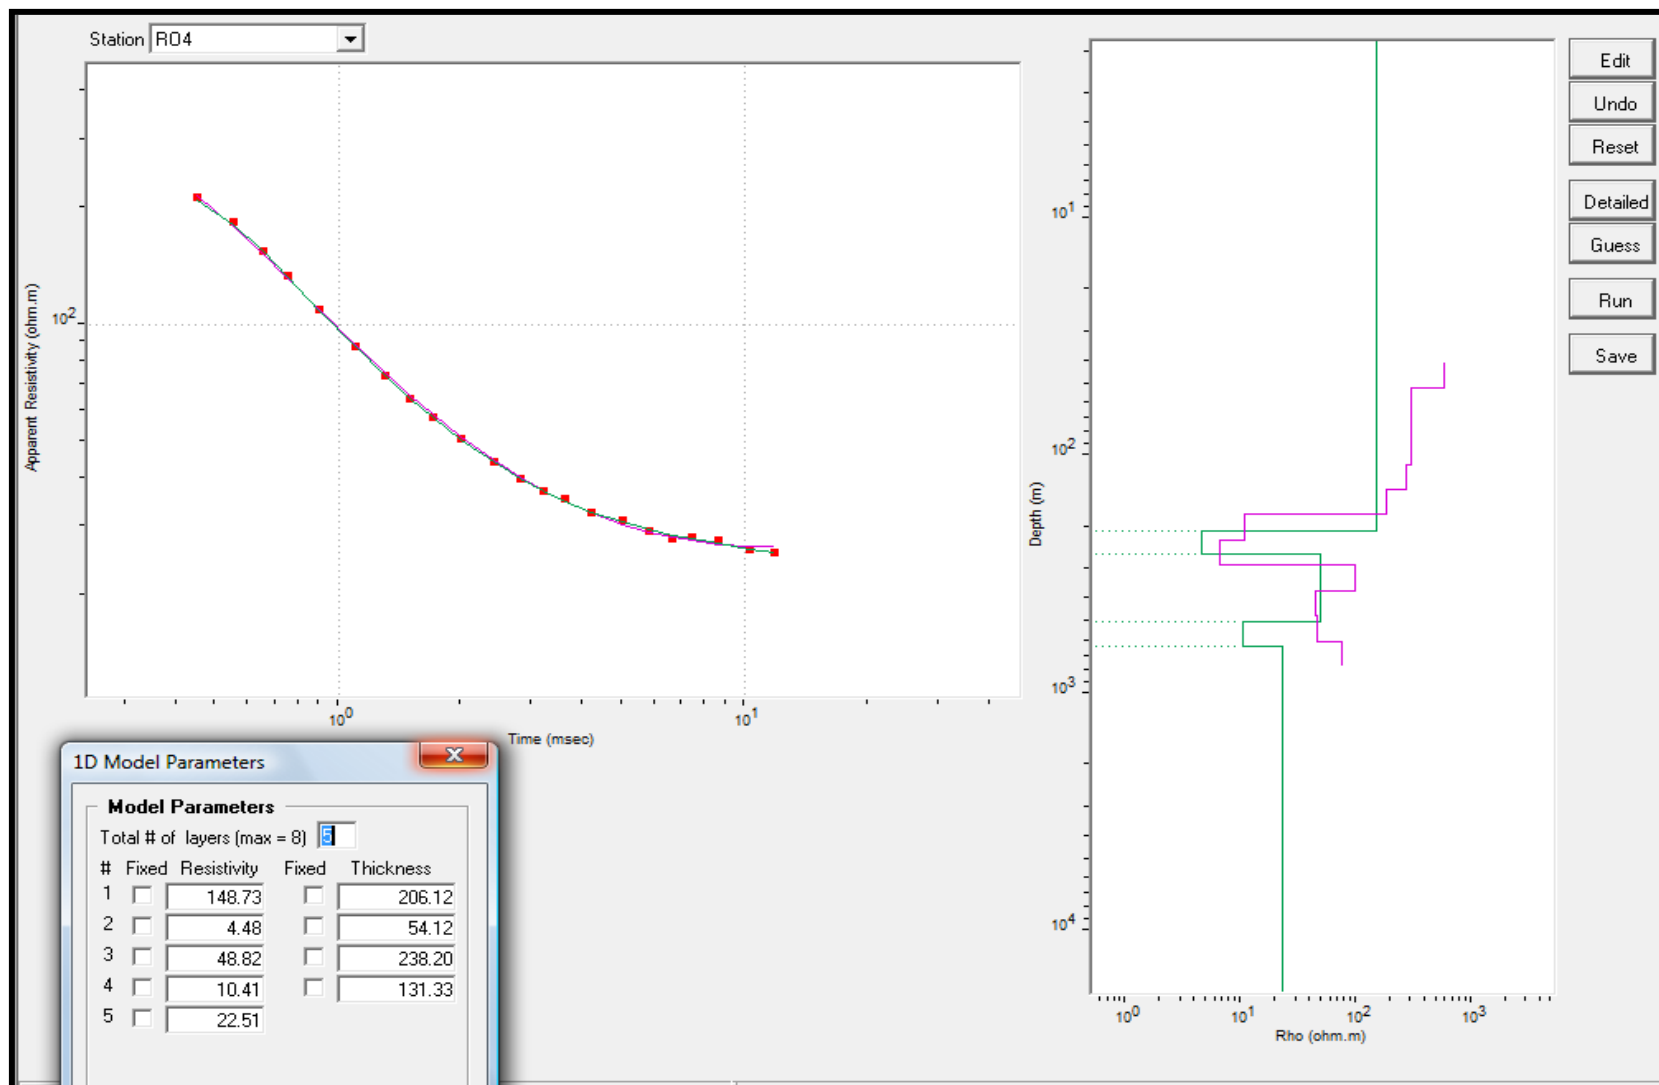 Station RO4
Apparent Resistivity (ohm.m)
10²
10⁰ 10¹
Time (msec)
Depth (m)
10¹
10²
10³
10⁴
10⁰ 10¹ 10² 10³
Rho (ohm.m)
Edit
Undo
Reset
Detailed
Guess
Run
Save
1D Model Parameters
X
Model Parameters
Total # of layers (max = 8) 5
# Fixed Resistivity Fixed Thickness
1 148.73 206.12
2 4.48 54.12
3 48.82 238.20
4 10.41 131.33
5 22.51